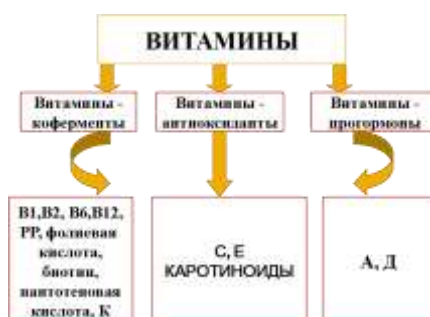 ВИТАМИНЫ
Витамины -
коферменты
Витамины -
антиоксиданты
Витамины -
прогормоны
В1,В2, В6,В12,
РР, фолиевая
кислота,
биотин,
пантотеновая
кислота, К
С, Е
КАРОТИНОИДЫ
А, Д